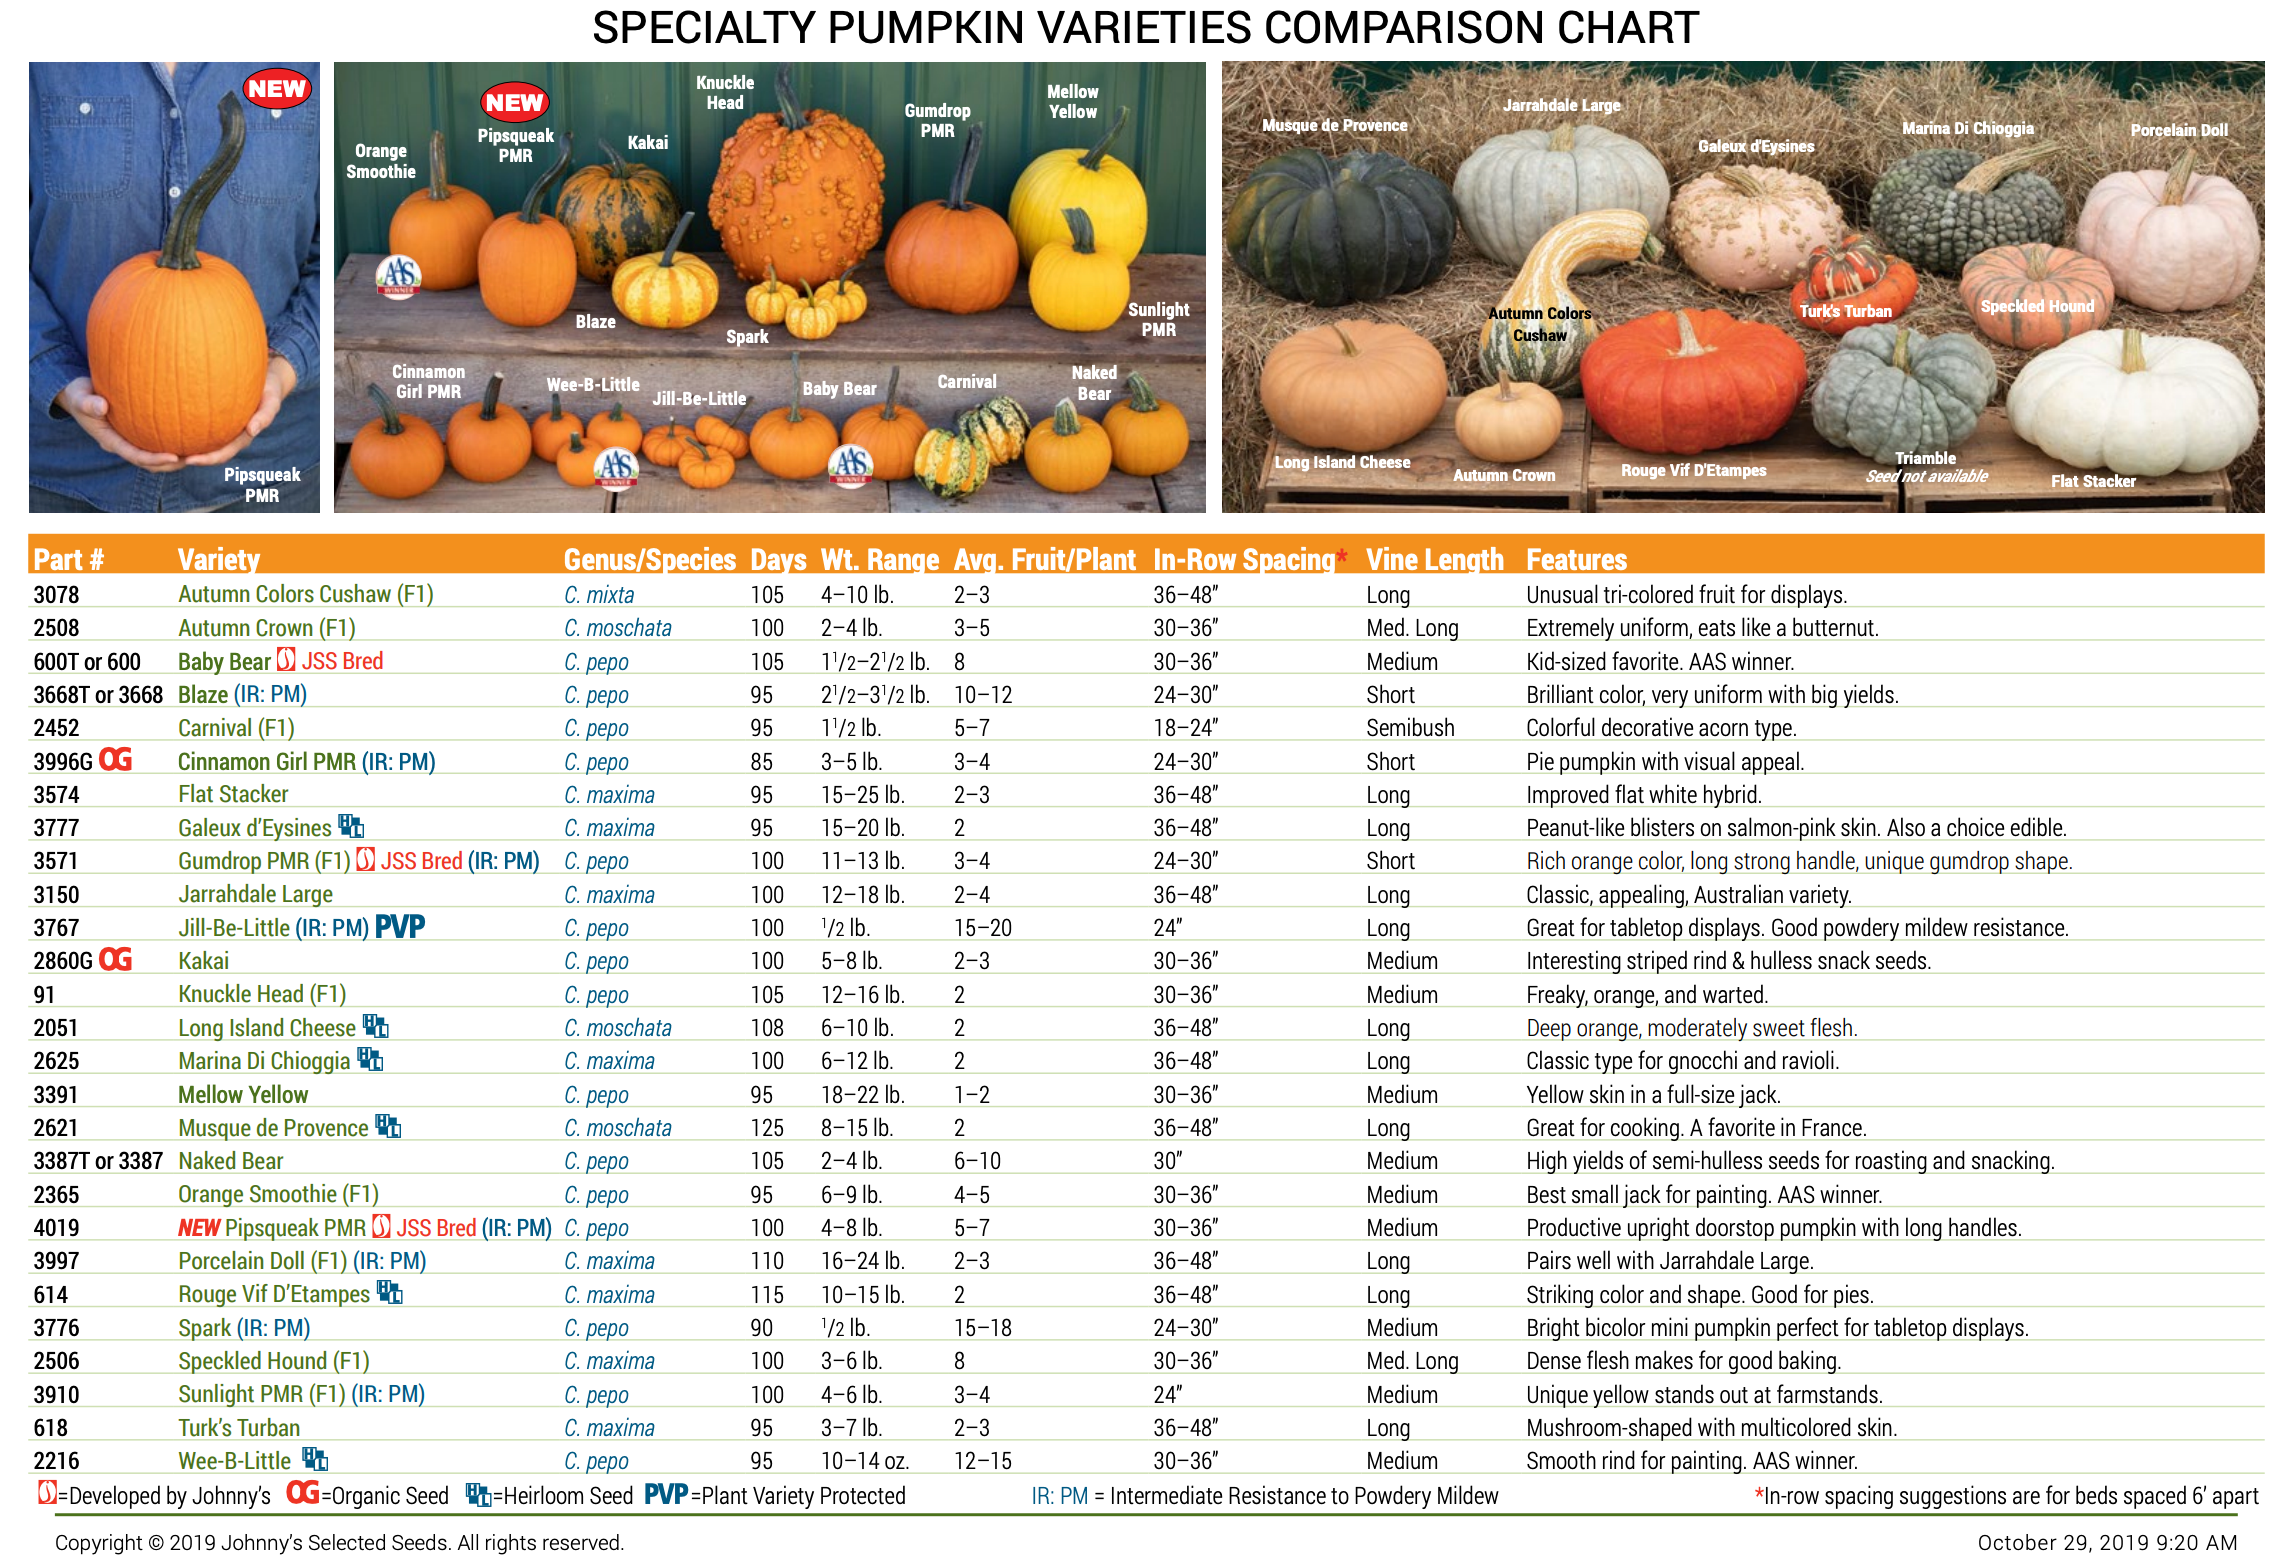 SPECIALTY PUMPKIN VARIETIES COMPARISON CHART
NEW
Pipsqueak
PMR
Orange
Smoothie
NEW
Pipsqueak
PMR
Kakai
Knuckle
Head
Gumdrop
PMR
Mellow
Yellow
AAS
WINNER
Blaze
Spark
Sunlight
PMR
Cinnamon
Girl PMR
Wee-B-Little
Jill-Be-Little
Baby Bear
Carnival
Naked
Bear
AAS
WINNER
AAS
WINNER
Musque de Provence
Jarrahdale Large
Galeux d'Eysines
Marina Di Chioggia
Porcelain Doll
Autumn Colors
Cushaw
Turk's Turban
Speckled Hound
Long Island Cheese
Autumn Crown
Rouge Vif D'Etampes
Triamble
Seed not available
Flat Stacker
Part # Variety Genus/Species Days Wt. Range Avg. Fruit/Plant In-Row Spacing* Vine Length Features
3078 Autumn Colors Cushaw (F1) C. mixta 105 4–10 lb. 2–3 36–48” Long Unusual tri-colored fruit for displays.
2508 Autumn Crown (F1) C. moschata 100 2–4 lb. 3–5 30–36” Med. Long Extremely uniform, eats like a butternut.
600T or 600 Baby Bear JSS Bred C. pepo 105 1 1/2–2 1/2 lb. 8 30–36” Medium Kid-sized favorite. AAS winner.
3668T or 3668 Blaze (IR: PM) C. pepo 95 2 1/2–3 1/2 lb. 10–12 24–30” Short Brilliant color, very uniform with big yields.
2452 Carnival (F1) C. pepo 95 1 1/2 lb. 5–7 18–24” Semibush Colorful decorative acorn type.
3996G OG Cinnamon Girl PMR (IR: PM) C. pepo 85 3–5 lb. 3–4 24–30” Short Pie pumpkin with visual appeal.
3574 Flat Stacker C. maxima 95 15–25 lb. 2–3 36–48” Long Improved flat white hybrid.
3777 Galeux d’Eysines HL C. maxima 95 15–20 lb. 2 36–48” Long Peanut-like blisters on salmon-pink skin. Also a choice edible.
3571 Gumdrop PMR (F1) JSS Bred (IR: PM) C. pepo 100 11–13 lb. 3–4 24–30” Short Rich orange color, long strong handle, unique gumdrop shape.
3150 Jarrahdale Large C. maxima 100 12–18 lb. 2–4 36–48” Long Classic, appealing, Australian variety.
3767 Jill-Be-Little (IR: PM) PVP C. pepo 100 1/2 lb. 15–20 24” Long Great for tabletop displays. Good powdery mildew resistance.
2860G OG Kakai C. pepo 100 5–8 lb. 2–3 30–36” Medium Interesting striped rind & hulless snack seeds.
91 Knuckle Head (F1) C. pepo 105 12–16 lb. 2 30–36” Medium Freaky, orange, and warted.
2051 Long Island Cheese HL C. moschata 108 6–10 lb. 2 36–48” Long Deep orange, moderately sweet flesh.
2625 Marina Di Chioggia HL C. maxima 100 6–12 lb. 2 36–48” Long Classic type for gnocchi and ravioli.
3391 Mellow Yellow C. pepo 95 18–22 lb. 1–2 30–36” Medium Yellow skin in a full-size jack.
2621 Musque de Provence HL C. moschata 125 8–15 lb. 2 36–48” Long Great for cooking. A favorite in France.
3387T or 3387 Naked Bear C. pepo 105 2–4 lb. 6–10 30” Medium High yields of semi-hulless seeds for roasting and snacking.
2365 Orange Smoothie (F1) C. pepo 95 6–9 lb. 4–5 30–36” Medium Best small jack for painting. AAS winner.
4019 NEW Pipsqueak PMR JSS Bred (IR: PM) C. pepo 100 4–8 lb. 5–7 30–36” Medium Productive upright doorstop pumpkin with long handles.
3997 Porcelain Doll (F1) (IR: PM) C. maxima 110 16–24 lb. 2–3 36–48” Long Pairs well with Jarrahdale Large.
614 Rouge Vif D’Etampes HL C. maxima 115 10–15 lb. 2 36–48” Long Striking color and shape. Good for pies.
3776 Spark (IR: PM) C. pepo 90 1/2 lb. 15–18 24–30” Medium Bright bicolor mini pumpkin perfect for tabletop displays.
2506 Speckled Hound (F1) C. maxima 100 3–6 lb. 8 30–36” Med. Long Dense flesh makes for good baking.
3910 Sunlight PMR (F1) (IR: PM) C. pepo 100 4–6 lb. 3–4 24” Medium Unique yellow stands out at farmstands.
618 Turk’s Turban C. maxima 95 3–7 lb. 2–3 36–48” Long Mushroom-shaped with multicolored skin.
2216 Wee-B-Little HL C. pepo 95 10–14 oz. 12–15 30–36” Medium Smooth rind for painting. AAS winner.
=Developed by Johnny’s OG=Organic Seed HL=Heirloom Seed PVP=Plant Variety Protected IR: PM = Intermediate Resistance to Powdery Mildew *In-row spacing suggestions are for beds spaced 6’ apart
Copyright © 2019 Johnny’s Selected Seeds. All rights reserved. October 29, 2019 9:20 AM